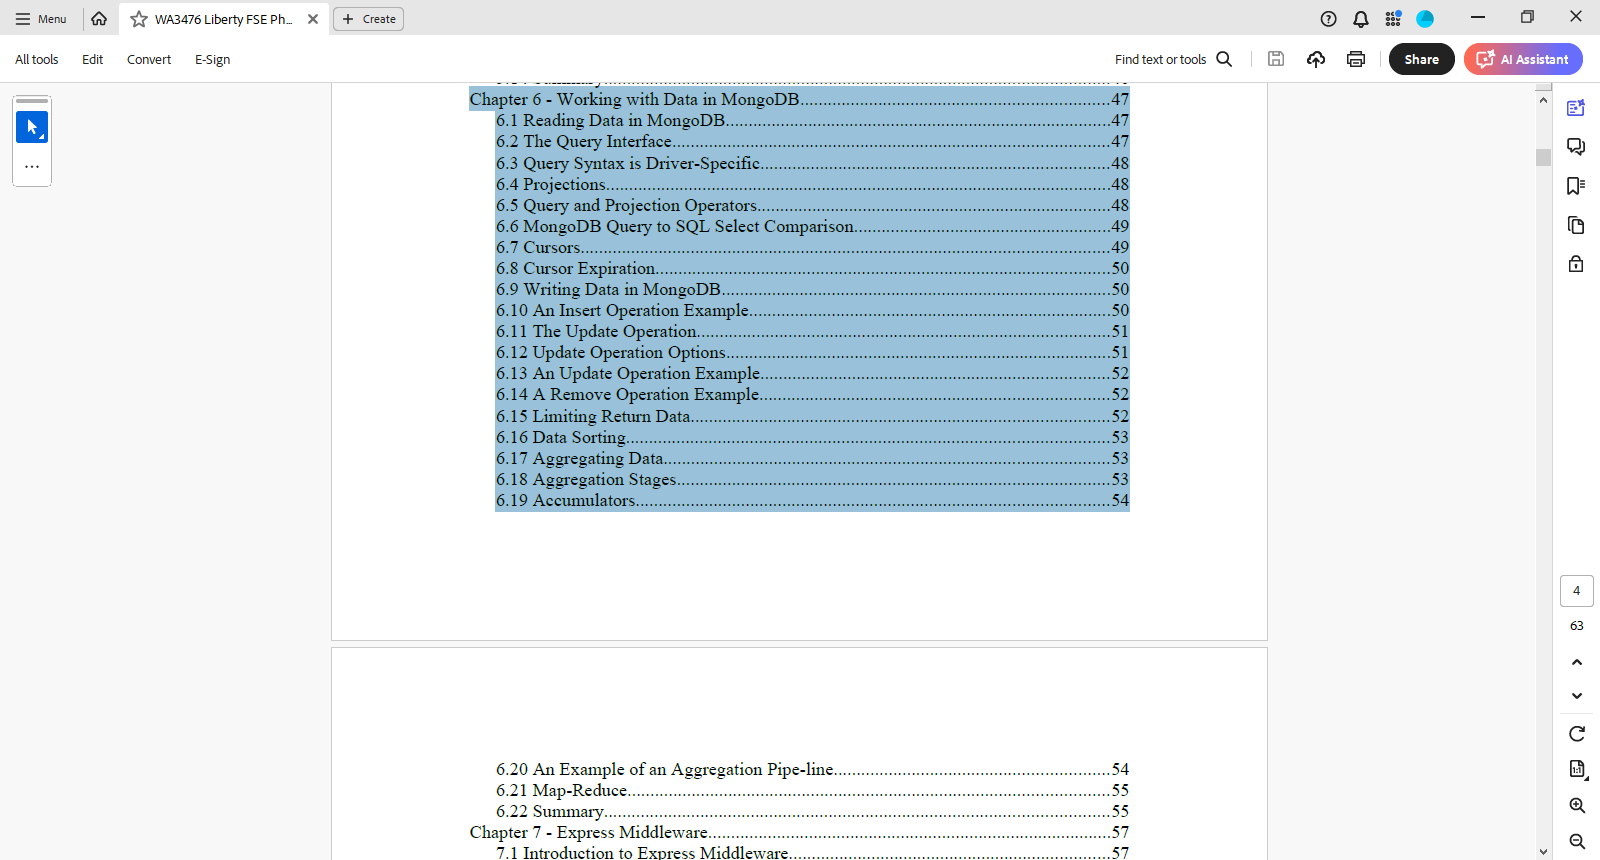 Menu
WA3476 Liberty FSE Ph...
Create
All tools
Edit
Convert
E-Sign
Find text or tools
Share
AI Assistant
Chapter 6 - Working with Data in MongoDB....47
6.1 Reading Data in MongoDB....47
6.2 The Query Interface....47
6.3 Query Syntax is Driver-Specific....48
6.4 Projections....48
6.5 Query and Projection Operators....48
6.6 MongoDB Query to SQL Select Comparison....49
6.7 Cursors....49
6.8 Cursor Expiration....50
6.9 Writing Data in MongoDB....50
6.10 An Insert Operation Example....50
6.11 The Update Operation....51
6.12 Update Operation Options....51
6.13 An Update Operation Example....52
6.14 A Remove Operation Example....52
6.15 Limiting Return Data....52
6.16 Data Sorting....53
6.17 Aggregating Data....53
6.18 Aggregation Stages....53
6.19 Accumulators....54
6.20 An Example of an Aggregation Pipe-line....54
6.21 Map-Reduce....55
6.22 Summary....55
Chapter 7 - Express Middleware....57
7.1 Introduction to Express Middleware....57
4
63
1:1